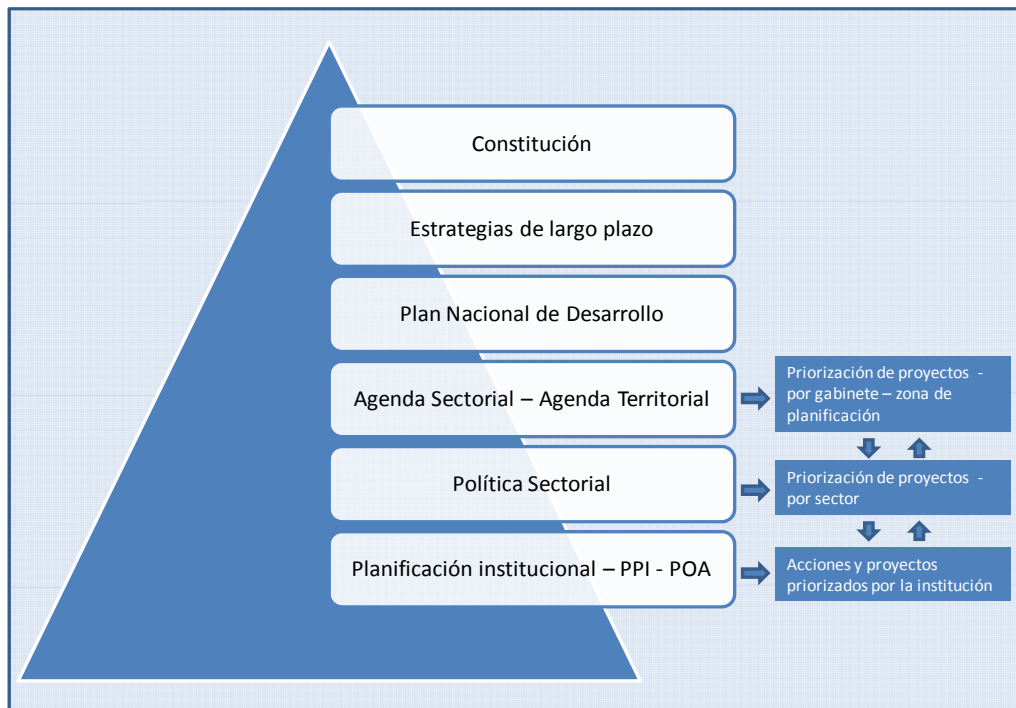 Constitución
Estrategias de largo plazo
Plan Nacional de Desarrollo
Agenda Sectorial – Agenda Territorial
Priorización de proyectos -
por gabinete – zona de
planificación
Política Sectorial
Priorización de proyectos -
por sector
Planificación institucional – PPI - POA
Acciones y proyectos
priorizados por la institución